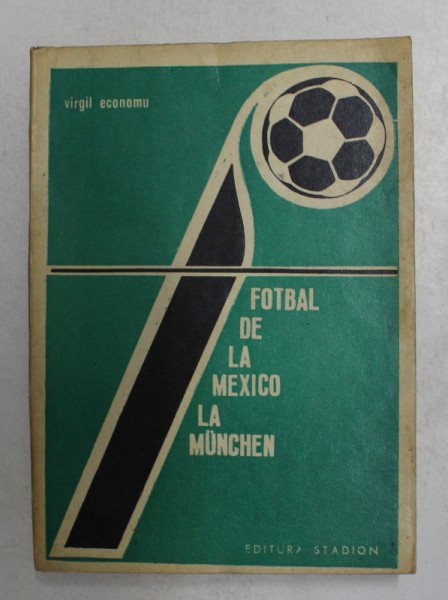 virgil economu
FOTBAL
DE
LA
MEXICO
LA
MÜNCHEN
EDITURA STADION